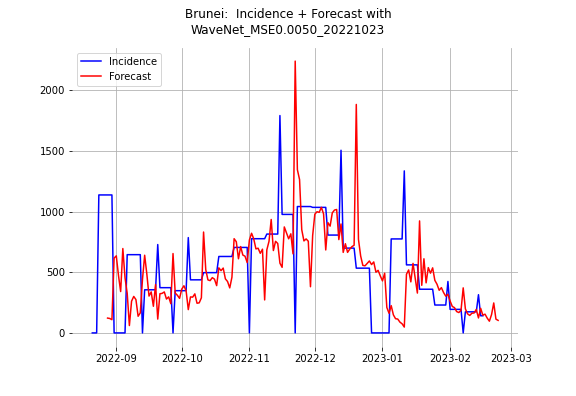 Brunei:  Incidence + Forecast with
WaveNet_MSE0.0050_20221023
Incidence
Forecast
2000
1500
1000
500
0
2022-09 2022-10 2022-11 2022-12 2023-01 2023-02 2023-03